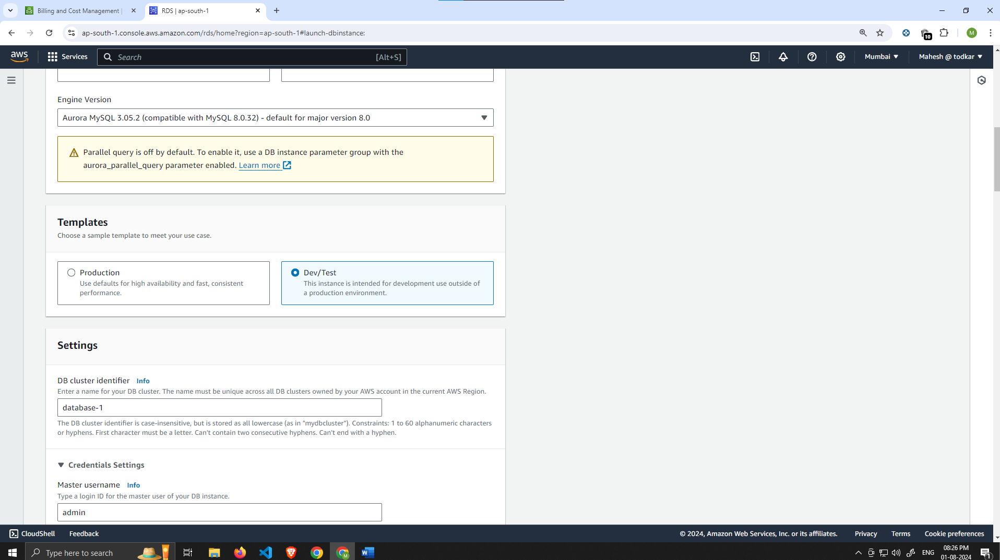 Billing and Cost Management |
RDS | ap-south-1
ap-south-1.console.aws.amazon.com/rds/home?region=ap-south-1#launch-dbinstance:
10
M
aws
Services
Search
[Alt+S]
Mumbai
Mahesh @ todkar
Engine Version
Aurora MySQL 3.05.2 (compatible with MySQL 8.0.32) - default for major version 8.0
Parallel query is off by default. To enable it, use a DB instance parameter group with the
aurora_parallel_query parameter enabled. Learn more
Templates
Choose a sample template to meet your use case.
Production
Use defaults for high availability and fast, consistent
performance.
Dev/Test
This instance is intended for development use outside of
a production environment.
Settings
DB cluster identifier Info
Enter a name for your DB cluster. The name must be unique across all DB clusters owned by your AWS account in the current AWS Region.
database-1
The DB cluster identifier is case-insensitive, but is stored as all lowercase (as in "mydbcluster"). Constraints: 1 to 60 alphanumeric characters
or hyphens. First character must be a letter. Can't contain two consecutive hyphens. Can't end with a hyphen.
Credentials Settings
Master username Info
Type a login ID for the master user of your DB instance.
admin
CloudShell
Feedback
© 2024, Amazon Web Services, Inc. or its affiliates.
Privacy
Terms
Cookie preferences
Type here to search
M
W
ENG
08:26 PM
01-08-2024
1